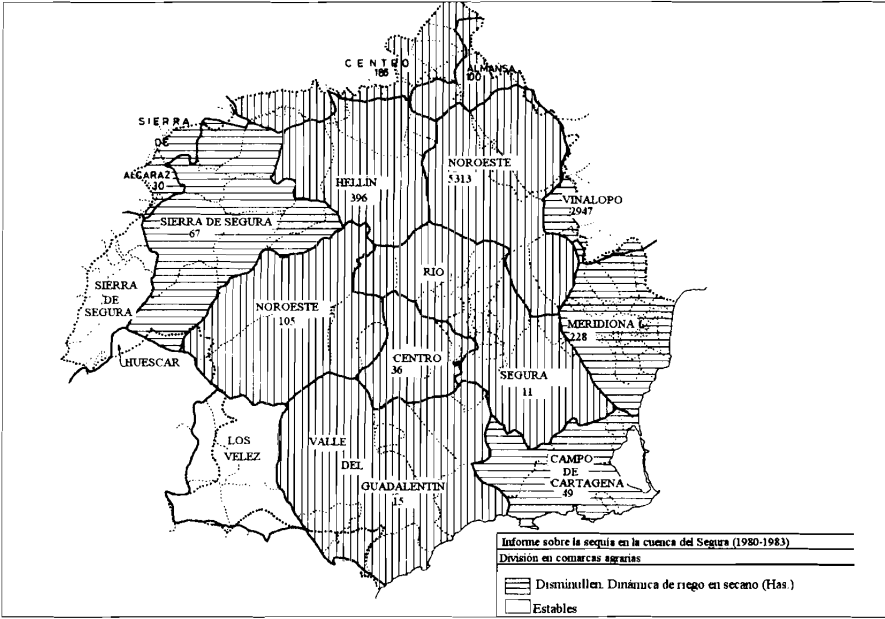 CENTRO
186
ALMANSA
100
SIERRA
DE
ALCARAZ
30
HELLIN
396
NOROESTE
5313
VINALOPO
2947
SIERRA DE SEGURA
67
SIERRA
DE
SEGURA
RIO
NOROESTE
105
MERIDIONAL
228
HUESCAR
CENTRO
36
SEGURA
11
LOS
VELEZ
VALLE
DEL
GUADALENTIN
15
CAMPO
DE
CARTAGENA
49
Informe sobre la sequía en la cuenca del Segura (1980-1983)
División en comarcas agrarias
Disminullen. Dinámica de riego en secano (Has.)
Estables